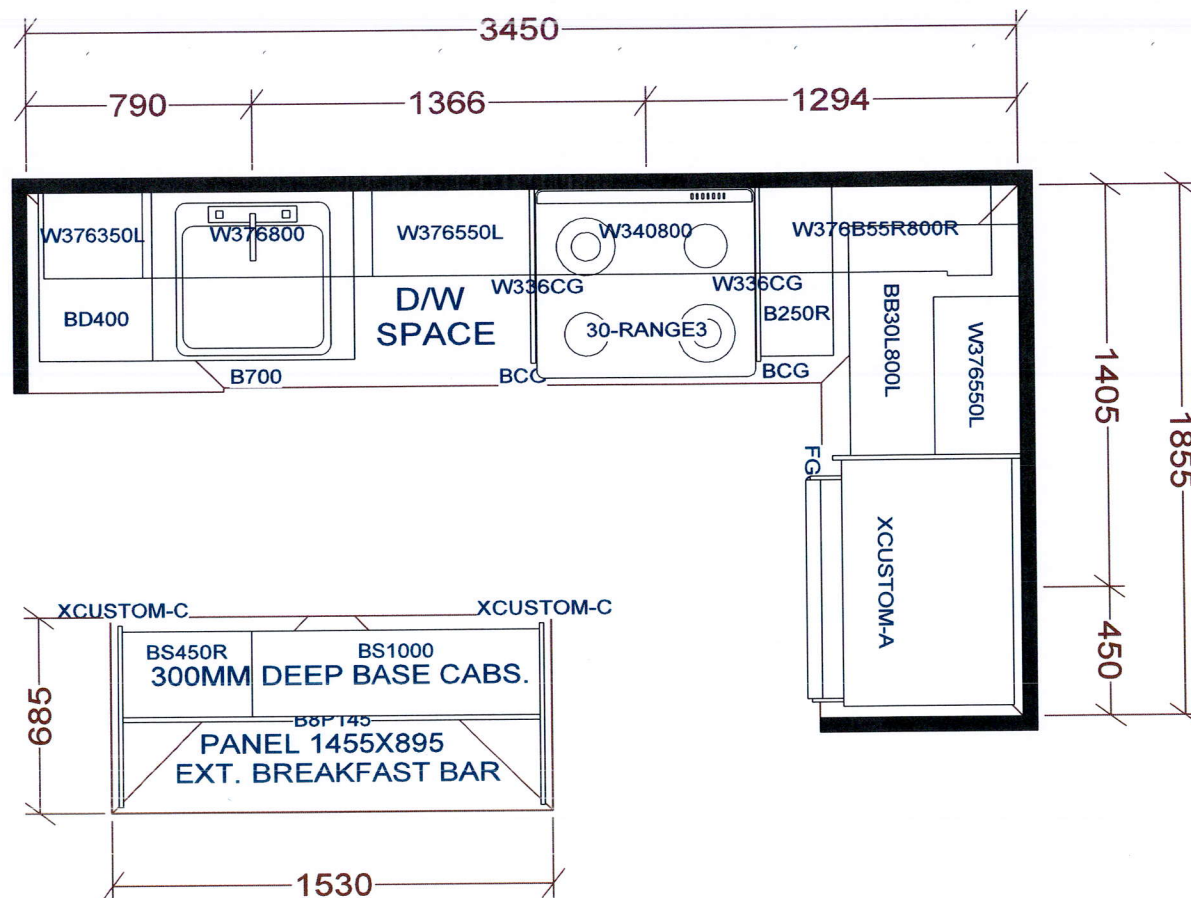 3450
790
1366
1294
W376350L
W376800
W376550L
W340800
W376B55R800R
W336CG
W336CG
D/W
SPACE
BD400
30-RANGE3
B250R
BB30L800L
W376550L
B700
BCG
BCG
1405
1855
FG
XCUSTOM-A
450
XCUSTOM-C
XCUSTOM-C
BS450R
BS1000
300MM DEEP BASE CABS.
685
PANEL 1455X895
EXT. BREAKFAST BAR
1530